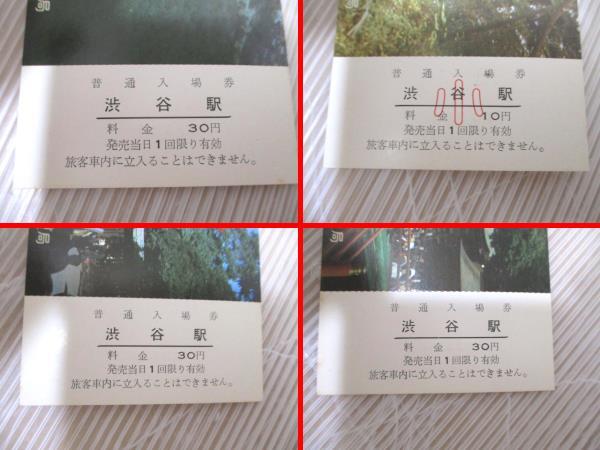 普通入場券
渋谷駅
料金 30円
発売当日1回限り有効
旅客車内に立入ることはできません。
普通入場券
渋谷駅
料金 10円
発売当日1回限り有効
旅客車内に立入ることはできません。
小
普通入場券
渋谷駅
料金 30円
発売当日1回限り有効
旅客車内に立入ることはできません。
普通入場券
渋谷駅
料金 30円
発売当日1回限り有効
旅客車内に立入ることはできません。